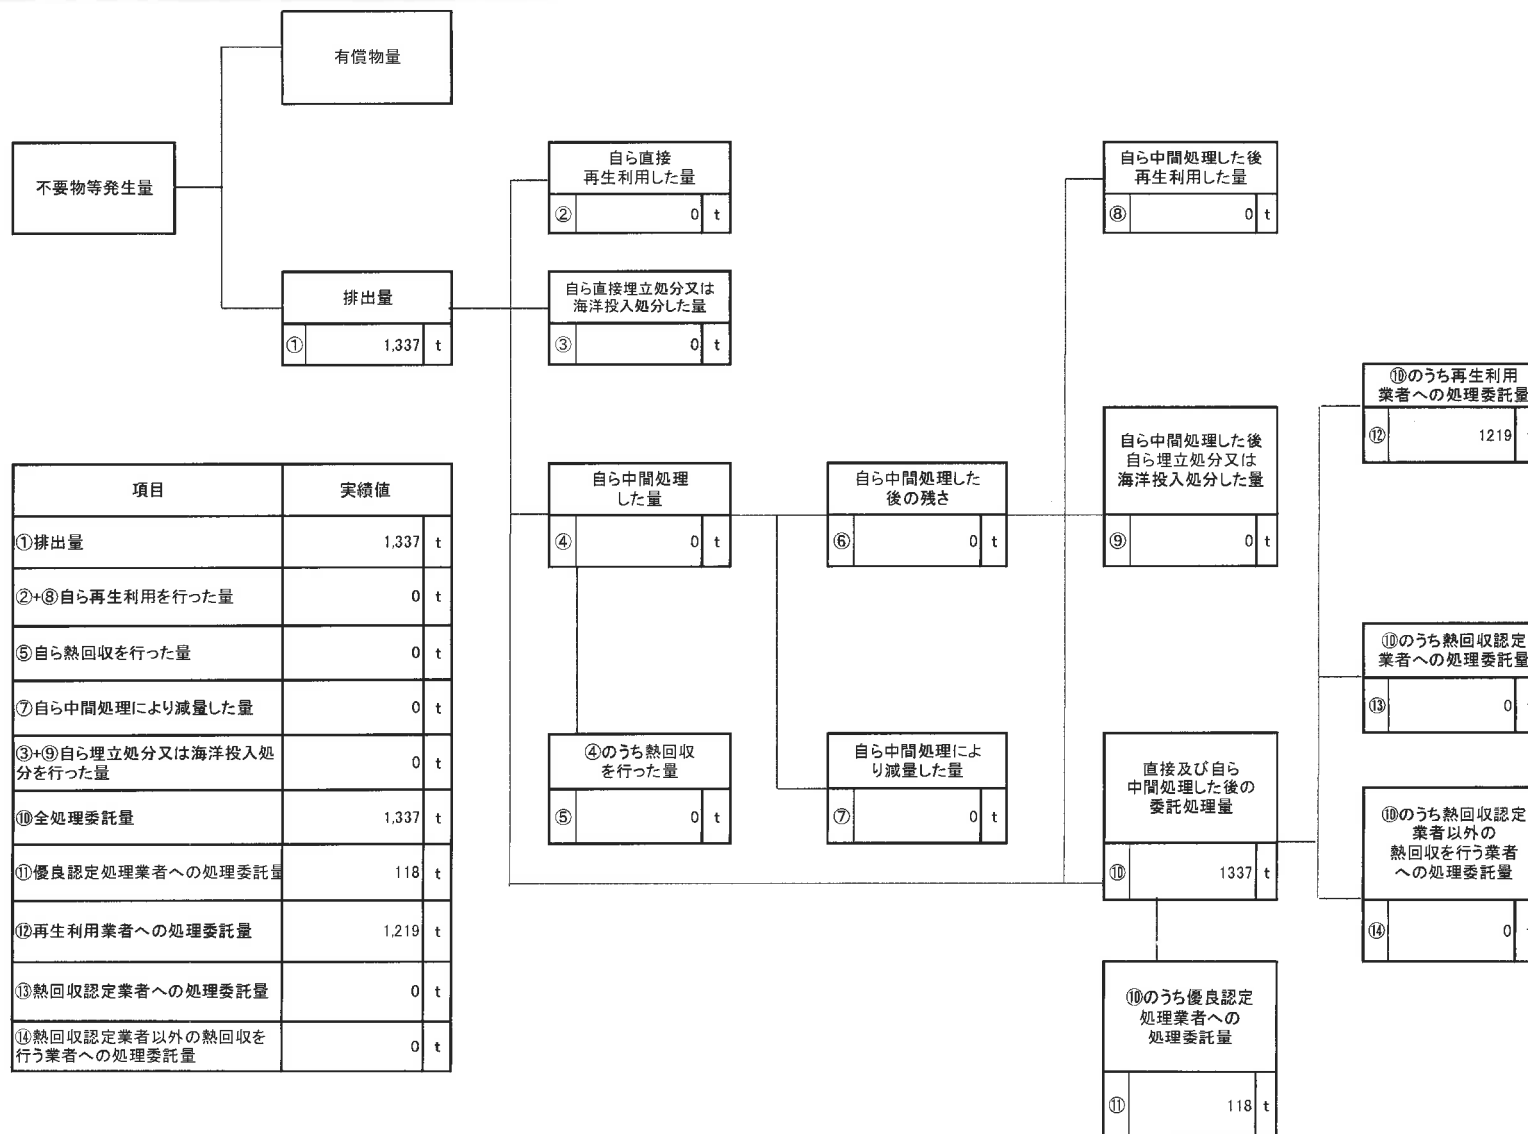 有償物量
不要物等発生量
排出量
① 1,337 t
自ら直接
再生利用した量
② 0 t
自ら直接埋立処分又は
海洋投入処分した量
③ 0 t
自ら中間処理
した量
④ 0 t
④のうち熱回収
を行った量
⑤ 0 t
自ら中間処理した
後の残さ
⑥ 0 t
自ら中間処理によ
り減量した量
⑦ 0 t
自ら中間処理した後
再生利用した量
⑧ 0 t
自ら中間処理した後
自ら埋立処分又は
海洋投入処分した量
⑨ 0 t
直接及び自ら
中間処理した後の
委託処理量
⑩ 1337 t
⑩のうち優良認定
処理業者への
処理委託量
⑪ 118 t
⑩のうち再生利用
業者への処理委託量
⑫ 1219
⑩のうち熱回収認定
業者への処理委託量
⑬ 0
⑩のうち熱回収認定
業者以外の
熱回収を行う業者
への処理委託量
⑭ 0
項目 実績値
①排出量 1,337 t
②+⑧自ら再生利用を行った量 0 t
⑤自ら熱回収を行った量 0 t
⑦自ら中間処理により減量した量 0 t
③+⑨自ら埋立処分又は海洋投入処
分を行った量 0 t
⑩全処理委託量 1,337 t
⑪優良認定処理業者への処理委託量 118 t
⑫再生利用業者への処理委託量 1,219 t
⑬熱回収認定業者への処理委託量 0 t
⑭熱回収認定業者以外の熱回収を
行う業者への処理委託量 0 t